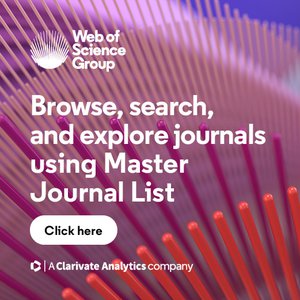 Web of
Science
Group
Browse, search,
and explore journals
using Master
Journal List
Click here
A Clarivate Analytics company